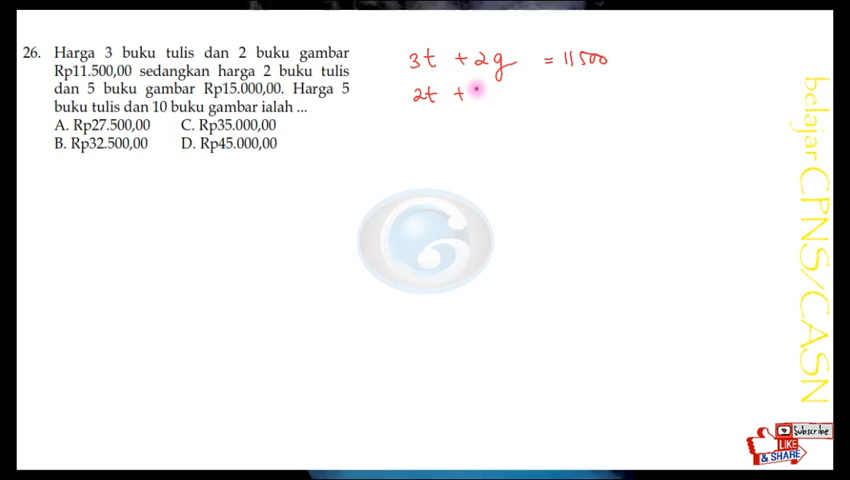 26. Harga 3 buku tulis dan 2 buku gambar
Rp11.500,00 sedangkan harga 2 buku tulis
dan 5 buku gambar Rp15.000,00. Harga 5
buku tulis dan 10 buku gambar ialah ...
A. Rp27.500,00 C. Rp35.000,00
B. Rp32.500,00 D. Rp45.000,00
3t + 2g = 11500
2t +
belajar CPNS/CASN
Subscribe
LIKE
& SHARE